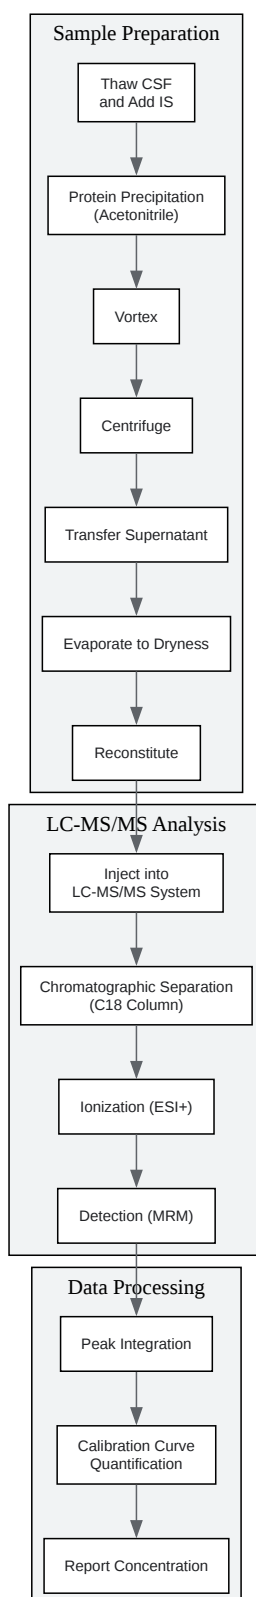 Sample Preparation
Thaw CSF
and Add IS
Protein Precipitation
(Acetonitrile)
Vortex
Centrifuge
Transfer Supernatant
Evaporate to Dryness
Reconstitute
LC-MS/MS Analysis
Inject into
LC-MS/MS System
Chromatographic Separation
(C18 Column)
Ionization (ESI+)
Detection (MRM)
Data Processing
Peak Integration
Calibration Curve
Quantification
Report Concentration